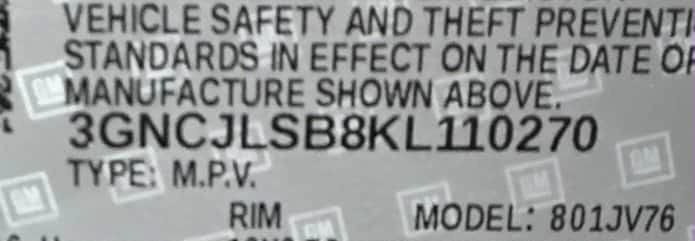 VEHICLE SAFETY AND THEFT PREVENTI
STANDARDS IN EFFECT ON THE DATE OF
MANUFACTURE SHOWN ABOVE.
3GNCJLSB8KL110270
TYPE: M.P.V.
RIM MODEL: 801JV76